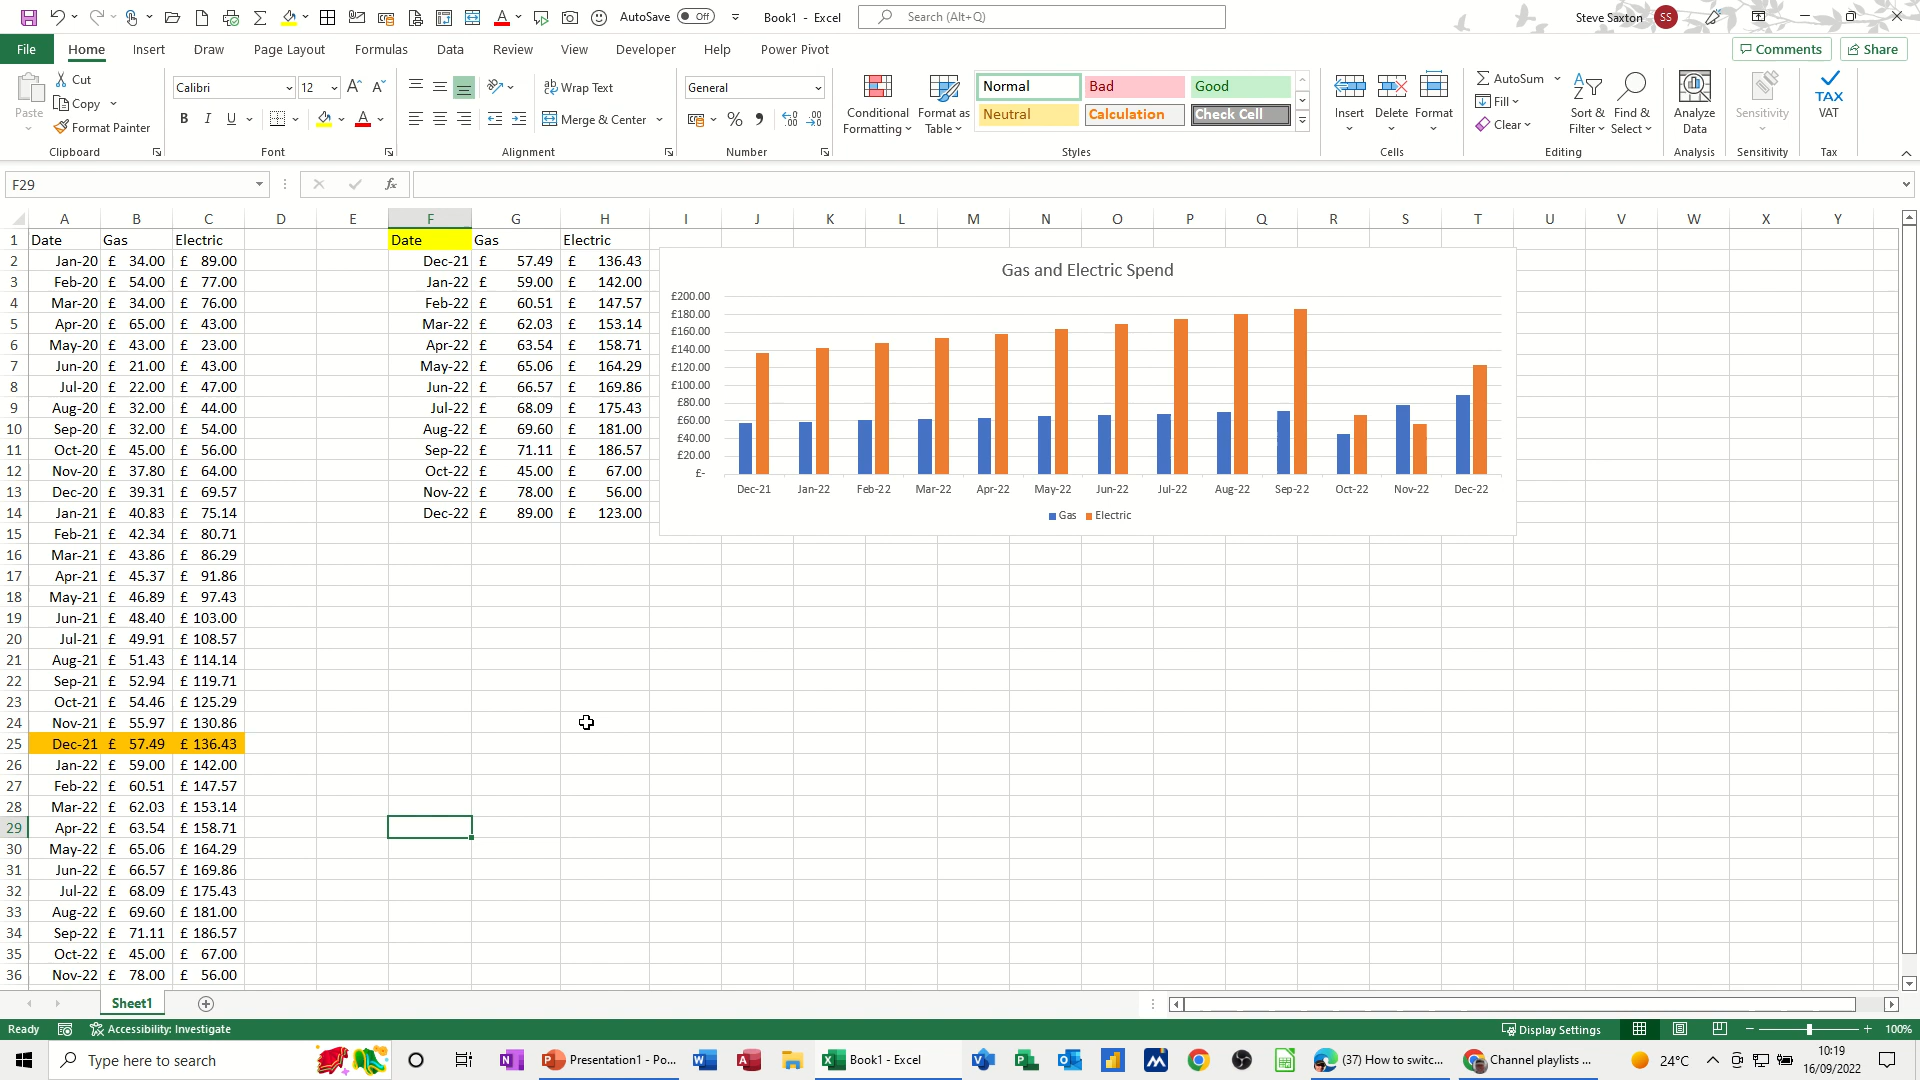 AutoSave Off Book1 - Excel Search (Alt+Q) Steve Saxton SS
File Home Insert Draw Page Layout Formulas Data Review View Developer Help Power Pivot Comments Share
Paste Cut Copy Format Painter Clipboard
Calibri 12 B I U Font
Wrap Text Merge & Center Alignment
General % Number
Conditional Formatting Format as Table Normal Bad Good Neutral Calculation Check Cell Styles
Insert Delete Format Cells
AutoSum Fill Clear Sort & Filter Find & Select Editing
Analyze Data Analysis
Sensitivity Sensitivity
TAX VAT Tax
F29 fx
A B C D E F G H I J K L M N O P Q R S T U V W X Y
1 Date Gas Electric Date Gas Electric
2 Jan-20 £ 34.00 £ 89.00 Dec-21 £ 57.49 £ 136.43
3 Feb-20 £ 54.00 £ 77.00 Jan-22 £ 59.00 £ 142.00
4 Mar-20 £ 34.00 £ 76.00 Feb-22 £ 60.51 £ 147.57
5 Apr-20 £ 65.00 £ 43.00 Mar-22 £ 62.03 £ 153.14
6 May-20 £ 43.00 £ 23.00 Apr-22 £ 63.54 £ 158.71
7 Jun-20 £ 21.00 £ 43.00 May-22 £ 65.06 £ 164.29
8 Jul-20 £ 22.00 £ 47.00 Jun-22 £ 66.57 £ 169.86
9 Aug-20 £ 32.00 £ 44.00 Jul-22 £ 68.09 £ 175.43
10 Sep-20 £ 32.00 £ 54.00 Aug-22 £ 69.60 £ 181.00
11 Oct-20 £ 45.00 £ 56.00 Sep-22 £ 71.11 £ 186.57
12 Nov-20 £ 37.80 £ 64.00 Oct-22 £ 45.00 £ 67.00
13 Dec-20 £ 39.31 £ 69.57 Nov-22 £ 78.00 £ 56.00
14 Jan-21 £ 40.83 £ 75.14 Dec-22 £ 89.00 £ 123.00
15 Feb-21 £ 42.34 £ 80.71
16 Mar-21 £ 43.86 £ 86.29
17 Apr-21 £ 45.37 £ 91.86
18 May-21 £ 46.89 £ 97.43
19 Jun-21 £ 48.40 £ 103.00
20 Jul-21 £ 49.91 £ 108.57
21 Aug-21 £ 51.43 £ 114.14
22 Sep-21 £ 52.94 £ 119.71
23 Oct-21 £ 54.46 £ 125.29
24 Nov-21 £ 55.97 £ 130.86
25 Dec-21 £ 57.49 £ 136.43
26 Jan-22 £ 59.00 £ 142.00
27 Feb-22 £ 60.51 £ 147.57
28 Mar-22 £ 62.03 £ 153.14
29 Apr-22 £ 63.54 £ 158.71
30 May-22 £ 65.06 £ 164.29
31 Jun-22 £ 66.57 £ 169.86
32 Jul-22 £ 68.09 £ 175.43
33 Aug-22 £ 69.60 £ 181.00
34 Sep-22 £ 71.11 £ 186.57
35 Oct-22 £ 45.00 £ 67.00
36 Nov-22 £ 78.00 £ 56.00
Gas and Electric Spend
£200.00
£180.00
£160.00
£140.00
£120.00
£100.00
£80.00
£60.00
£40.00
£20.00
£-
Dec-21 Jan-22 Feb-22 Mar-22 Apr-22 May-22 Jun-22 Jul-22 Aug-22 Sep-22 Oct-22 Nov-22 Dec-22
Gas Electric
Sheet1
Ready Accessibility: Investigate Display Settings 100%
Type here to search Presentation1 - Po... Book1 - Excel (37) How to switc... Channel playlists ... 24°C 10:19
16/09/2022